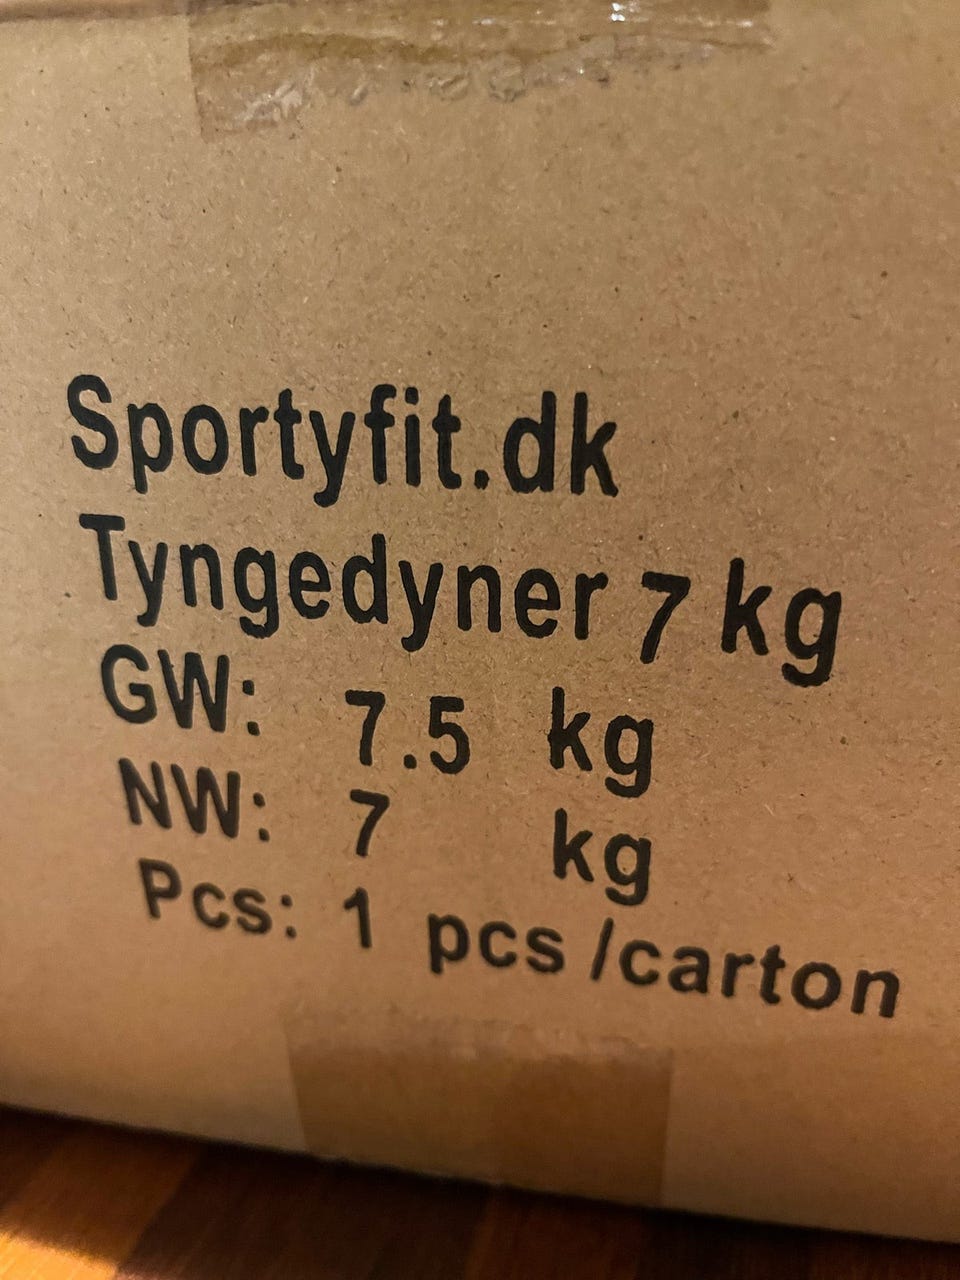 Sportyfit.dk
Tyngedyner 7 kg
GW: 7.5 kg
NW: 7 kg
Pcs: 1 pcs /carton